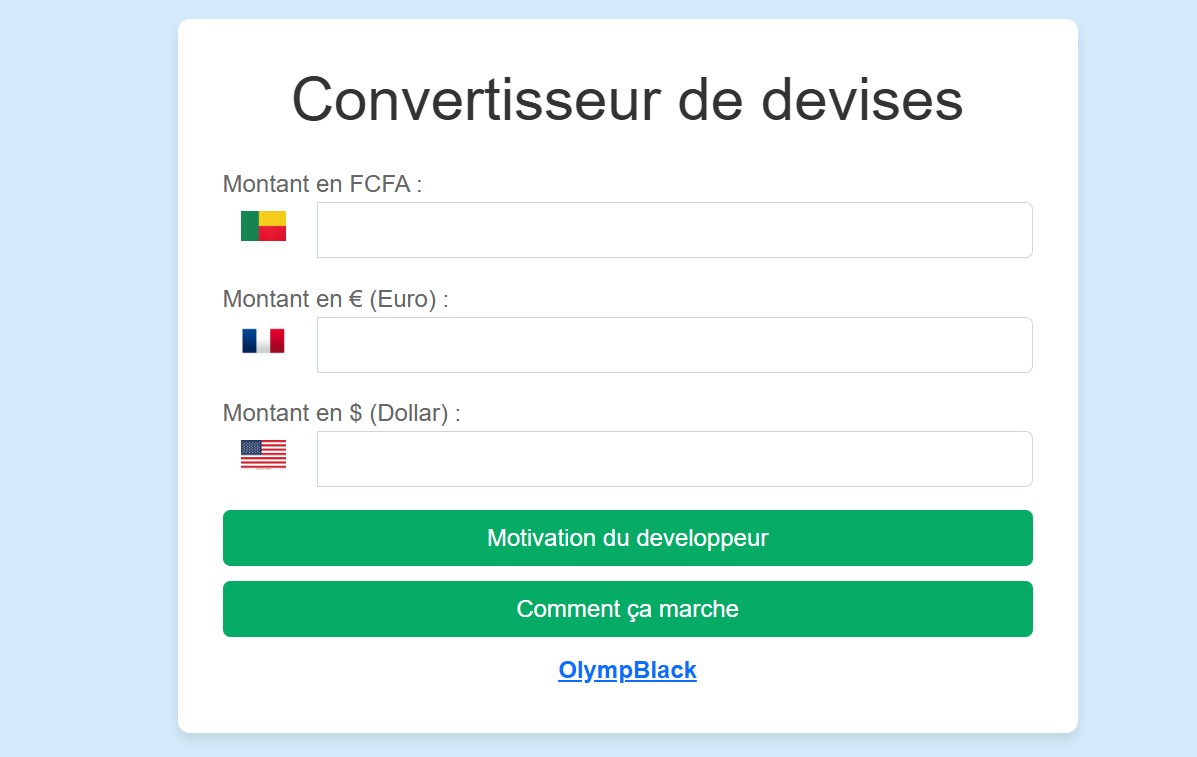 Convertisseur de devises
Montant en FCFA :
Montant en € (Euro) :
Montant en $ (Dollar) :
Motivation du developpeur
Comment ça marche
OlympBlack